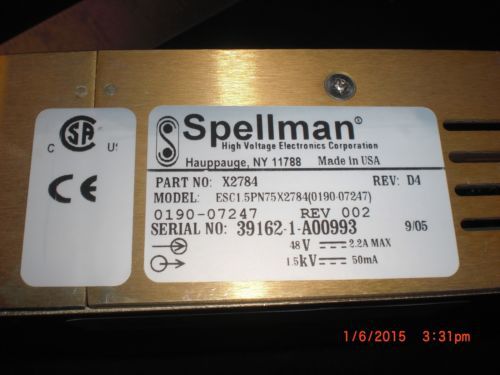 Spellman®
High Voltage Electronics Corporation
Hauppauge, NY 11788 Made in USA
PART NO: X2784 REV: D4
MODEL: ESC1.5PN75X2784(0190-07247)
0190-07247 REV 002
SERIAL NO: 39162-1-A00993 9/05
48 V 2.2A MAX
1.5kV 50mA
C SA US
CE
1/6/2015 3:31pm